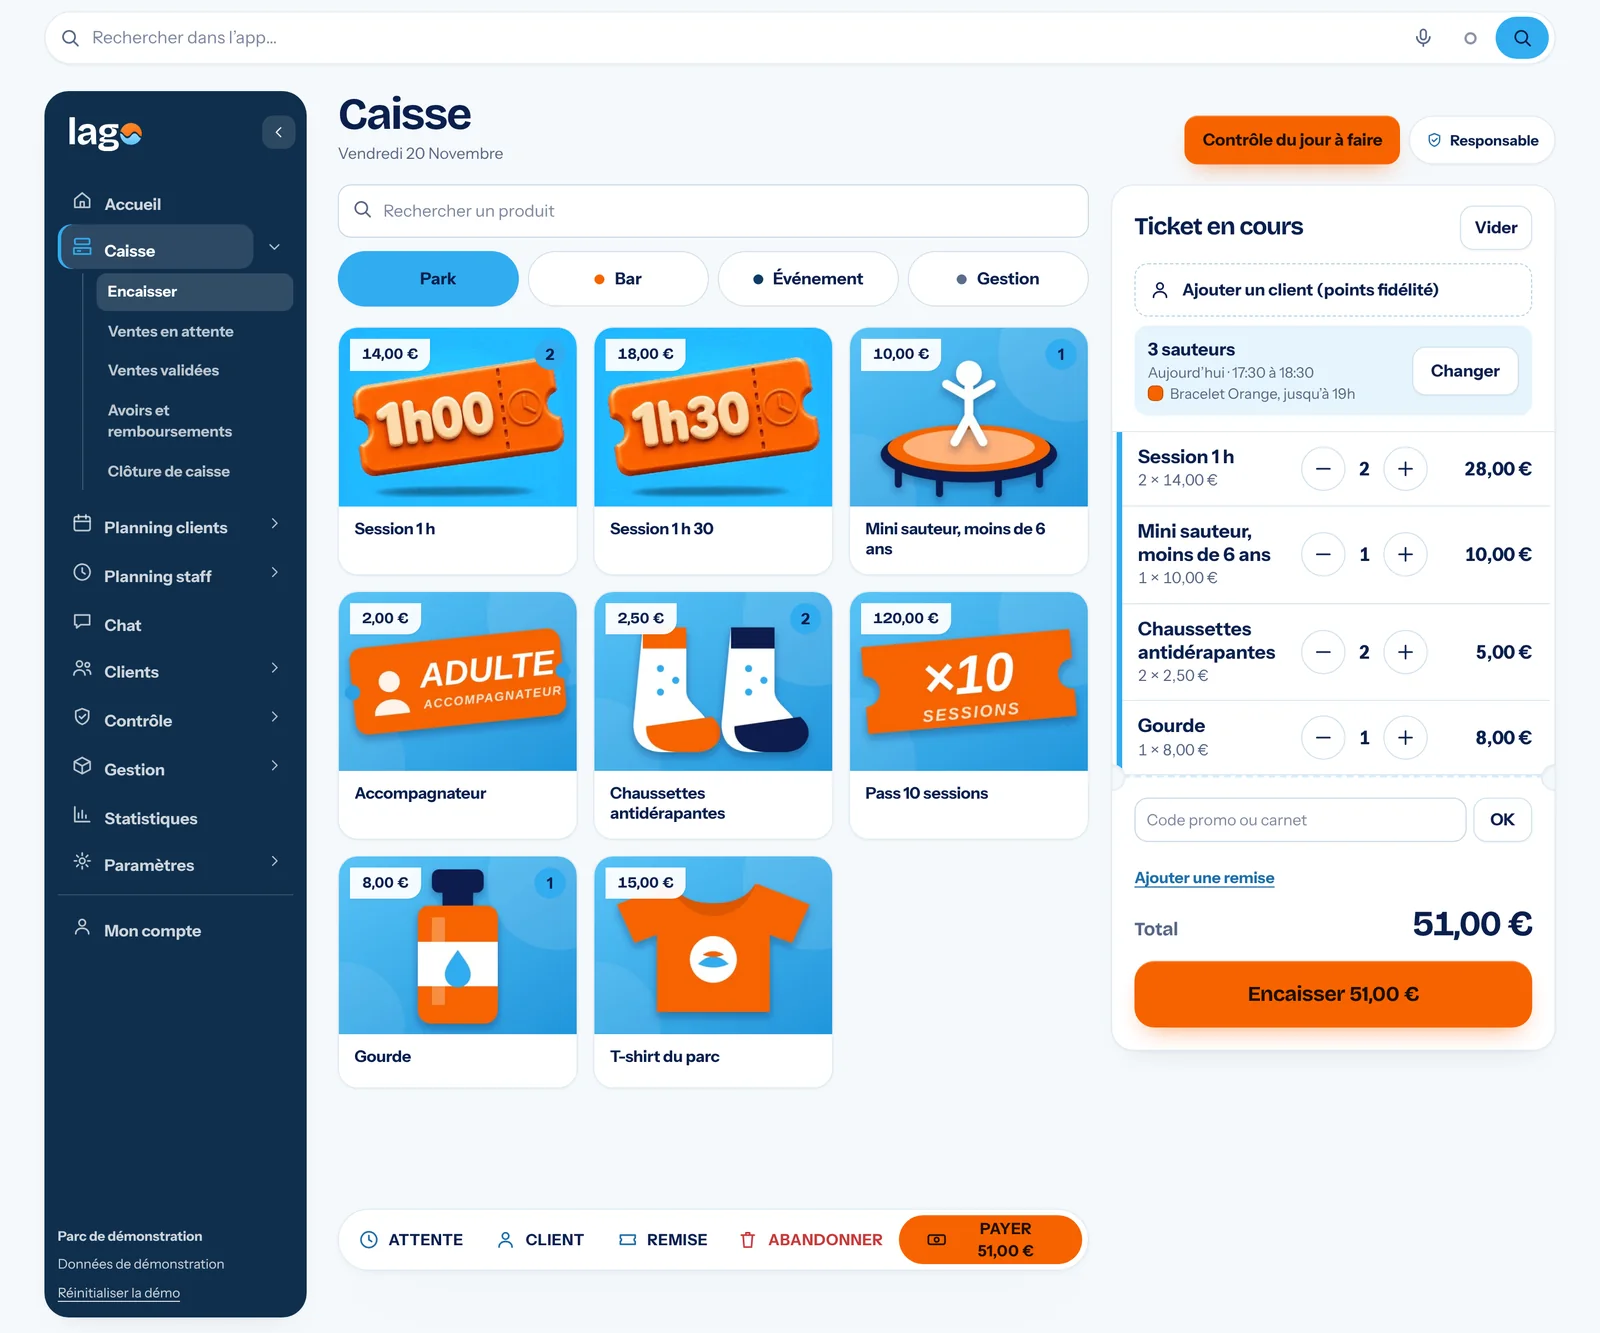 Rechercher dans l'app...
lago
Accueil
Caisse
Encaisser
Ventes en attente
Ventes validées
Avoirs et
remboursements
Clôture de caisse
Planning clients
Planning staff
Chat
Clients
Contrôle
Gestion
Statistiques
Paramètres
Mon compte
Parc de démonstration
Données de démonstration
Réinitialiser la démo
Caisse
Vendredi 20 Novembre
Contrôle du jour à faire
Responsable
Rechercher un produit
Park
Bar
Événement
Gestion
14,00 €
2
1h00
Session 1 h
18,00 €
1h30
Session 1 h 30
10,00 €
1
Mini sauteur, moins de 6
ans
2,00 €
ADULTE
ACCOMPAGNATEUR
Accompagnateur
2,50 €
2
Chaussettes
antidérapantes
120,00 €
×10
SESSIONS
Pass 10 sessions
8,00 €
1
Gourde
15,00 €
T-shirt du parc
ATTENTE
CLIENT
REMISE
ABANDONNER
PAYER
51,00 €
Ticket en cours
Vider
Ajouter un client (points fidélité)
3 sauteurs
Aujourd'hui · 17:30 à 18:30
Bracelet Orange, jusqu'à 19h
Changer
Session 1 h
2 × 14,00 €
2
28,00 €
Mini sauteur,
moins de 6 ans
1 × 10,00 €
1
10,00 €
Chaussettes
antidérapantes
2 × 2,50 €
2
5,00 €
Gourde
1 × 8,00 €
1
8,00 €
Code promo ou carnet
OK
Ajouter une remise
Total
51,00 €
Encaisser 51,00 €